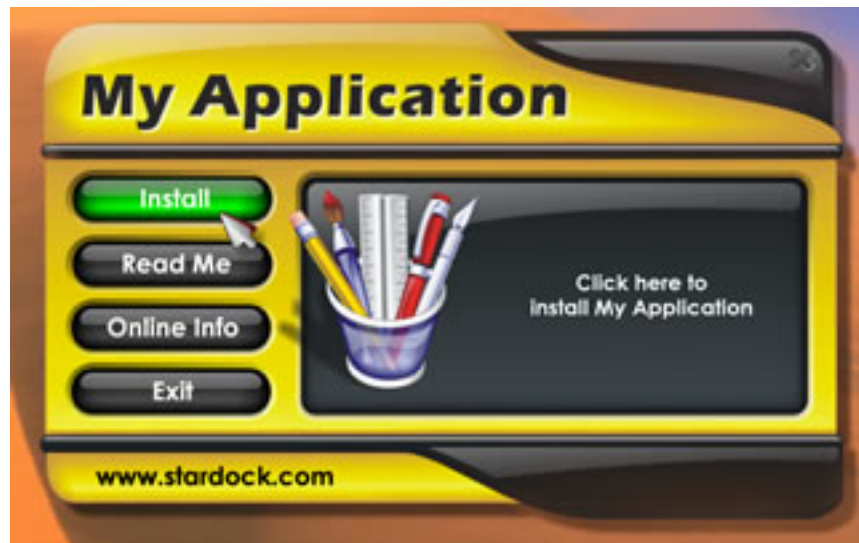 My Application
Install
Read Me
Online Info
Exit
Click here to
install My Application
www.stardock.com